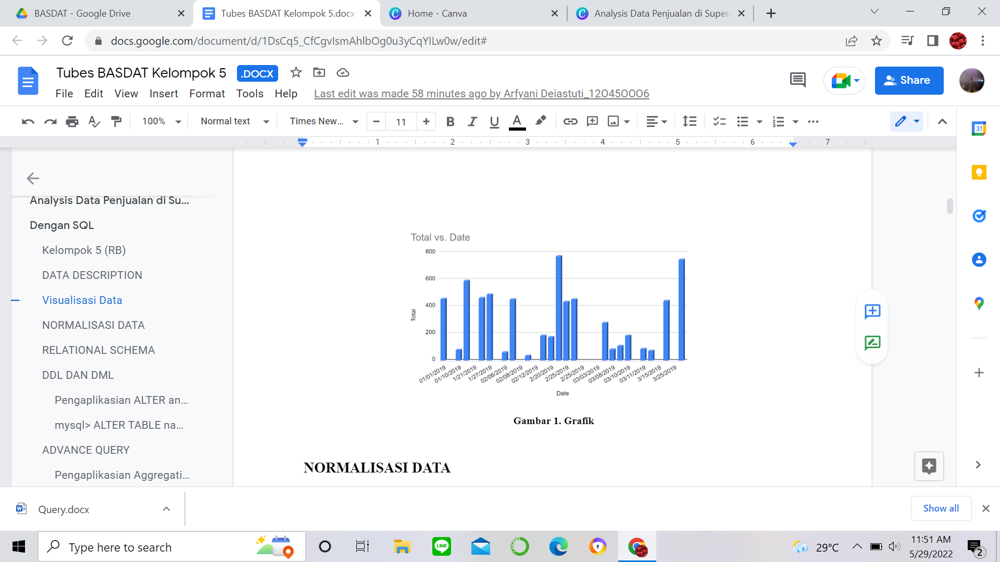 BASDAT - Google Drive
Tubes BASDAT Kelompok 5.docx
Home - Canva
Analysis Data Penjualan di Super
docs.google.com/document/d/1DsCq5_CfCgvIsmAhlbOg0u3yCqYILw0w/edit#
Tubes BASDAT Kelompok 5
.DOCX
Share
File Edit View Insert Format Tools Help
Last edit was made 58 minutes ago by Arfyani Deiastuti_12O45OOO6
100%
Normal text
Times New...
11
1 2 3 4 5 6 7
31
Analysis Data Penjualan di Su...
Dengan SQL
Kelompok 5 (RB)
DATA DESCRIPTION
Visualisasi Data
NORMALISASI DATA
RELATIONAL SCHEMA
DDL DAN DML
Pengaplikasian ALTER an...
mysql> ALTER TABLE na...
ADVANCE QUERY
Pengaplikasian Aggregati...
Total vs. Date
800
600
400
200
0
Total
01/01/2019
01/10/2019
1/21/2019
1/27/2019
02/06/2019
02/08/2019
02/12/2019
2/20/2019
2/25/2019
2/25/2019
03/03/2019
03/08/2019
03/10/2019
03/11/2019
3/15/2019
3/25/2019
Date
Gambar 1. Grafik
NORMALISASI DATA
Query.docx
Show all
Type here to search
LINE
29°C
11:51 AM
5/29/2022
2